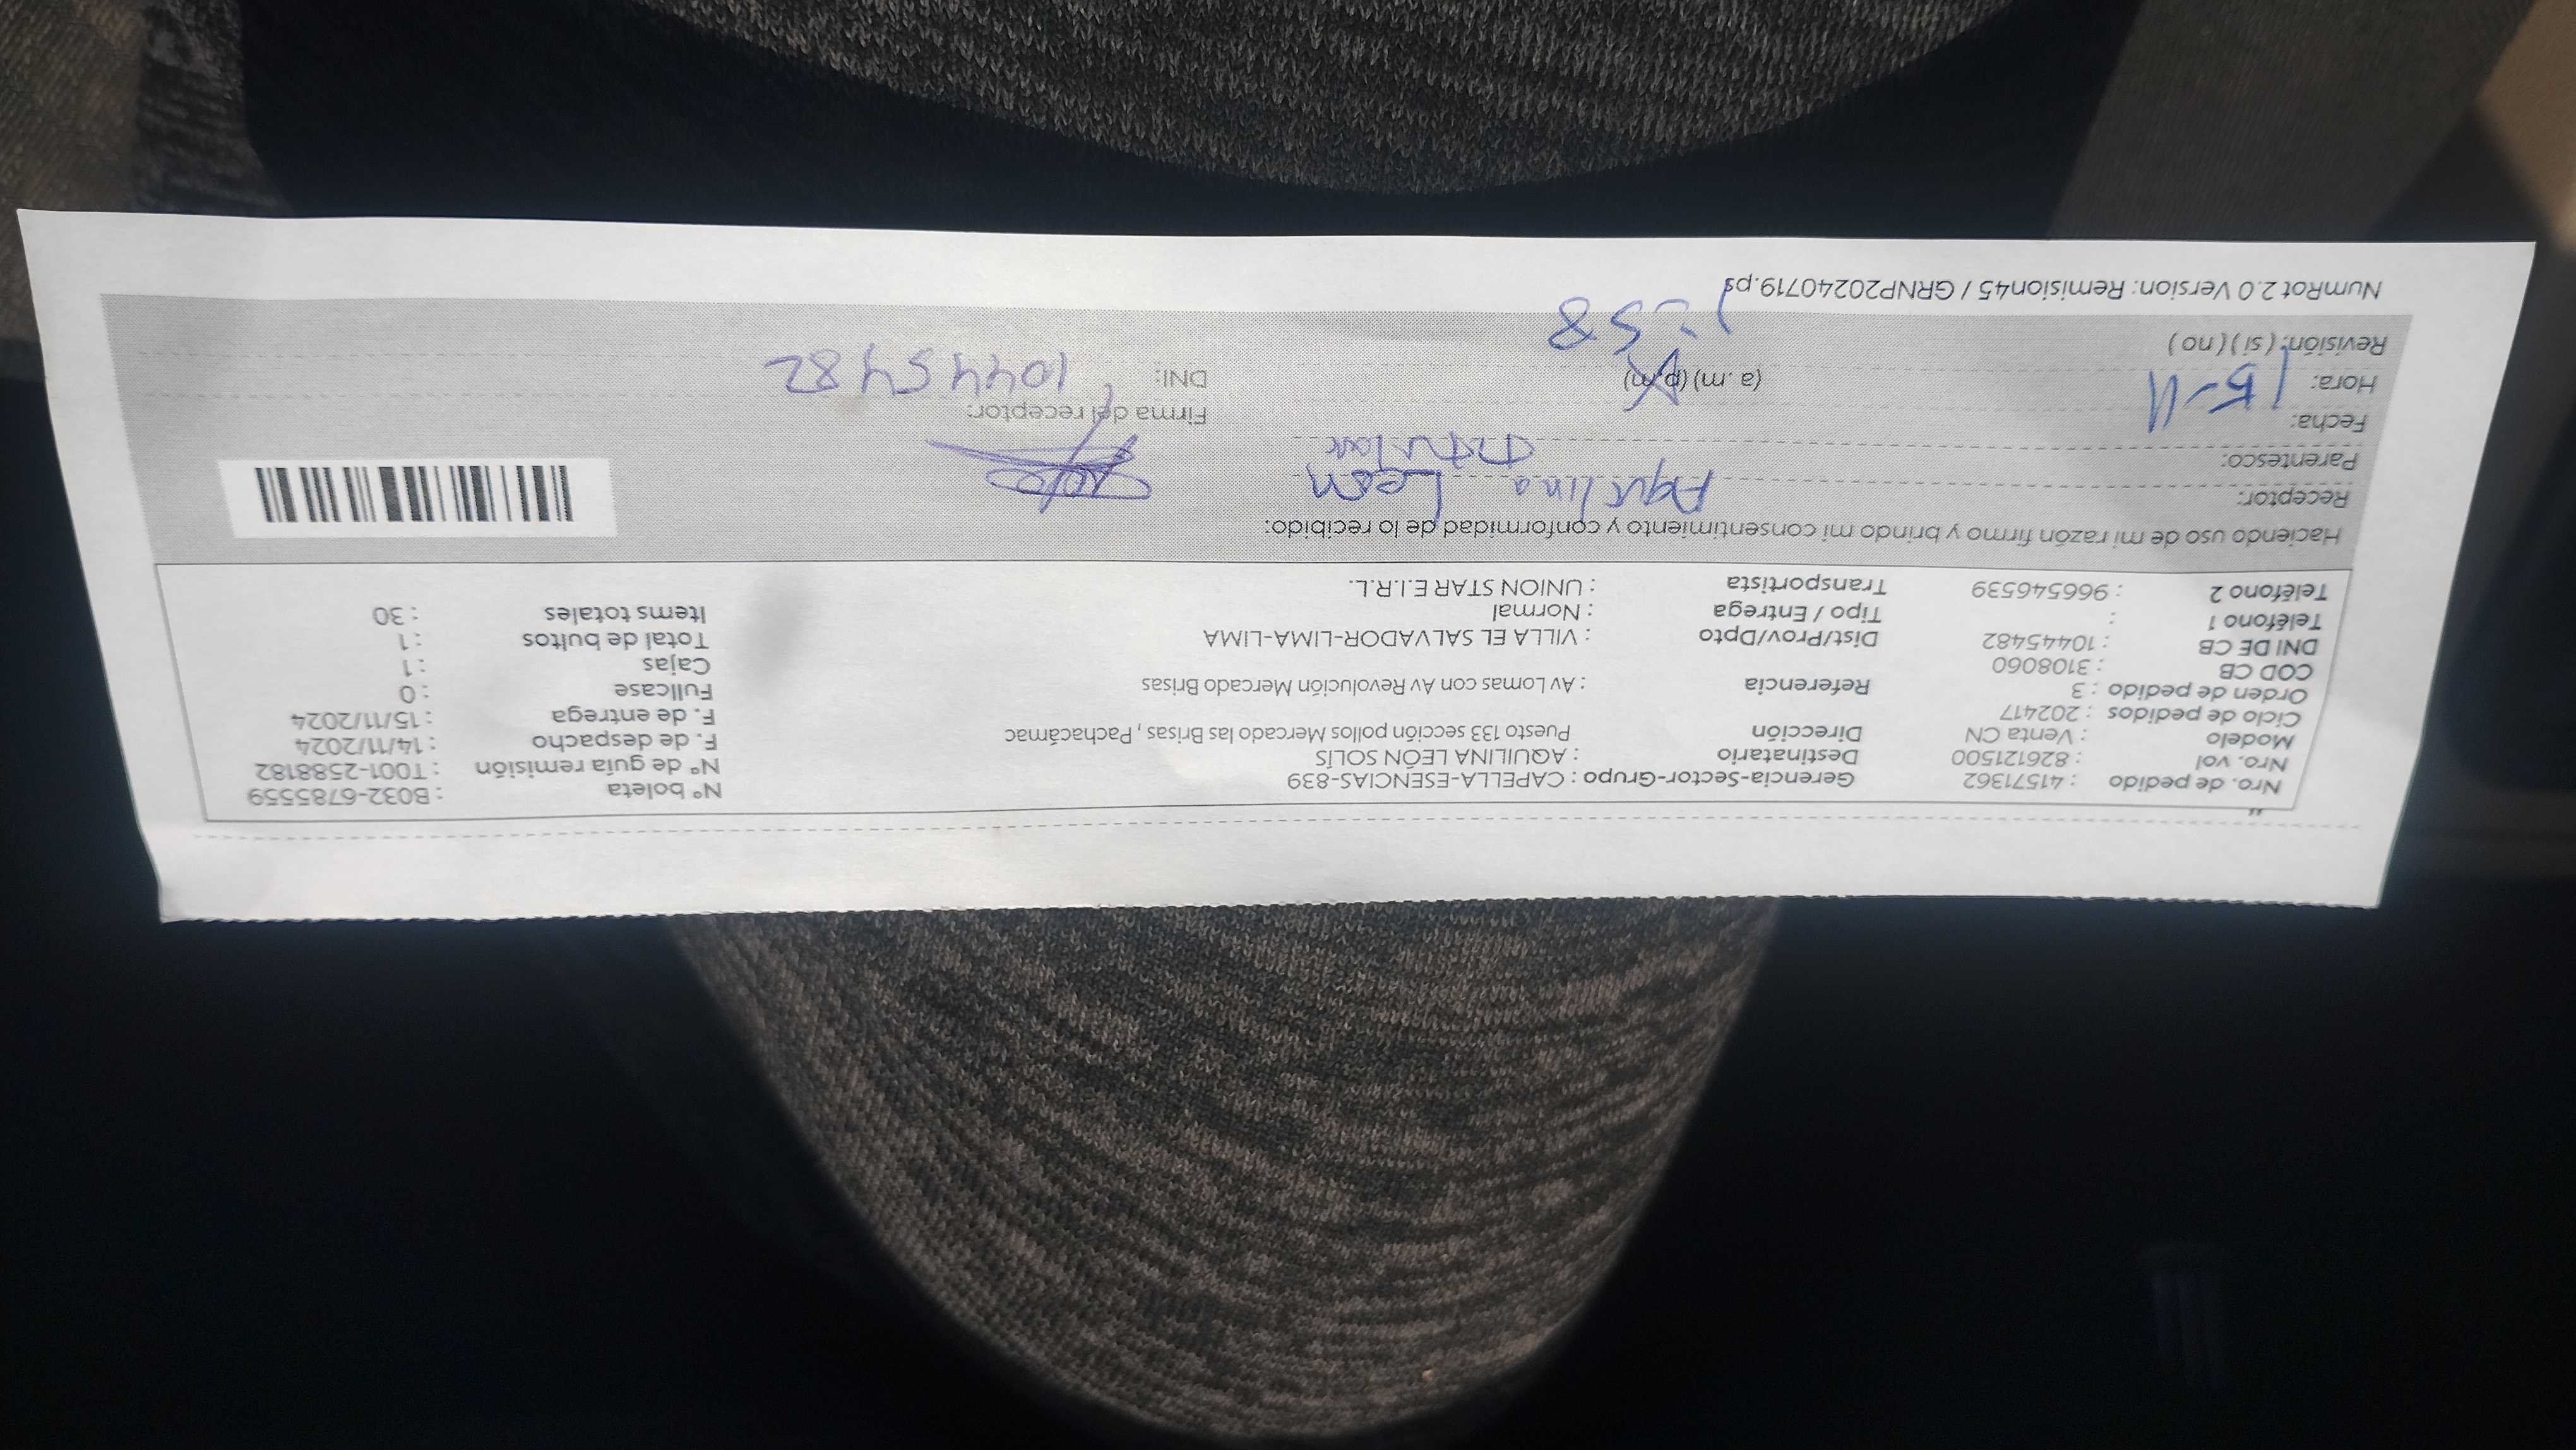 Nro. de pedido : 41571362 Gerencia-Sector-Grupo : CAPELLA-ESENCIAS-839 N° boleta : B032-6785559
Nro. vol : 826121500 Destinatario : AQUILINA LEÓN SOLÍS N° de guía remisión : T001-2588182
Modelo : Venta CN Dirección Puesto 133 sección pollos Mercado las Brisas , Pachacámac F. de despacho : 14/11/2024
Ciclo de pedidos : 202417 F. de entrega : 15/11/2024
Orden de pedido : 3 Referencia : Av Lomas con Av Revolución Mercado Brisas Fullcase : 0
COD CB : 3108060 Cajas : 1
DNI DE CB : 10445482 Dist/Prov/Dpto : VILLA EL SALVADOR-LIMA-LIMA Total de bultos : 1
Teléfono 1 : Tipo / Entrega : Normal Items totales : 30
Teléfono 2 : 966546539 Transportista : UNION STAR E.I.R.L.
Haciendo uso de mi razón firmo y brindo mi consentimiento y conformidad de lo recibido:
Receptor: Aquilina Leon
Parentesco: titular
Fecha: 15-11 Firma del receptor:
Hora: (a. m) (p. m) DNI: 10445482
Revisión: ( si ) ( no ) 1:58
NumRot 2.0 Version: Remision45 / GRNP20240719.ps